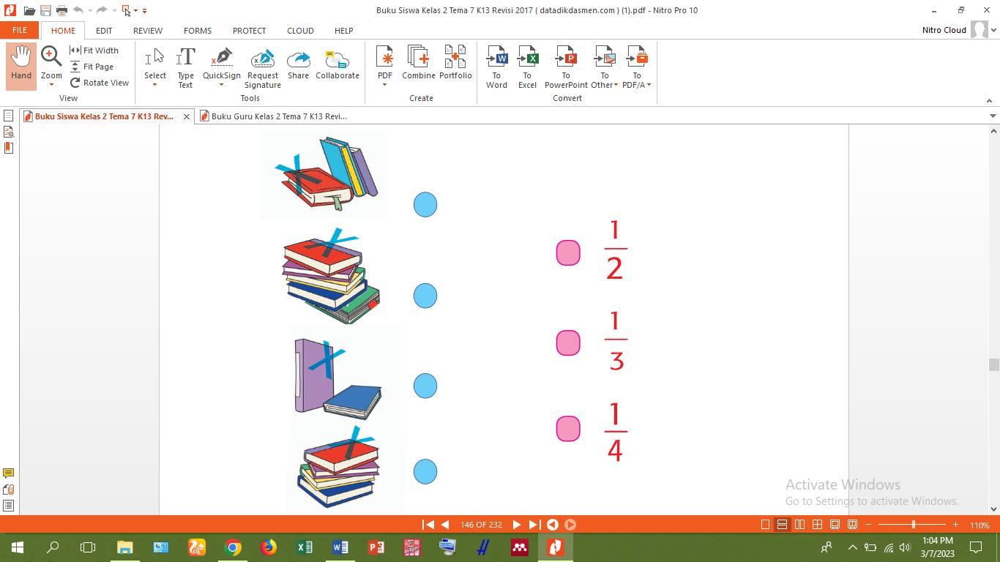 Buku Siswa Kelas 2 Tema 7 K13 Revisi 2017 ( datadikdasmen.com ) (1).pdf - Nitro Pro 10
FILE HOME EDIT REVIEW FORMS PROTECT CLOUD HELP Nitro Cloud
Hand
Zoom
Fit Width
Fit Page
Rotate View
View
Select
Type
Text
QuickSign
Request
Signature
Share
Collaborate
Tools
PDF
Combine
Portfolio
Create
To
Word
To
Excel
To
PowerPoint
To
Other
To
PDF/A
Convert
Buku Siswa Kelas 2 Tema 7 K13 Rev...
Buku Guru Kelas 2 Tema 7 K13 Revi...
1
2
1
3
1
4
Activate Windows
Go to Settings to activate Windows.
146 OF 232
110%
1:04 PM
3/7/2023